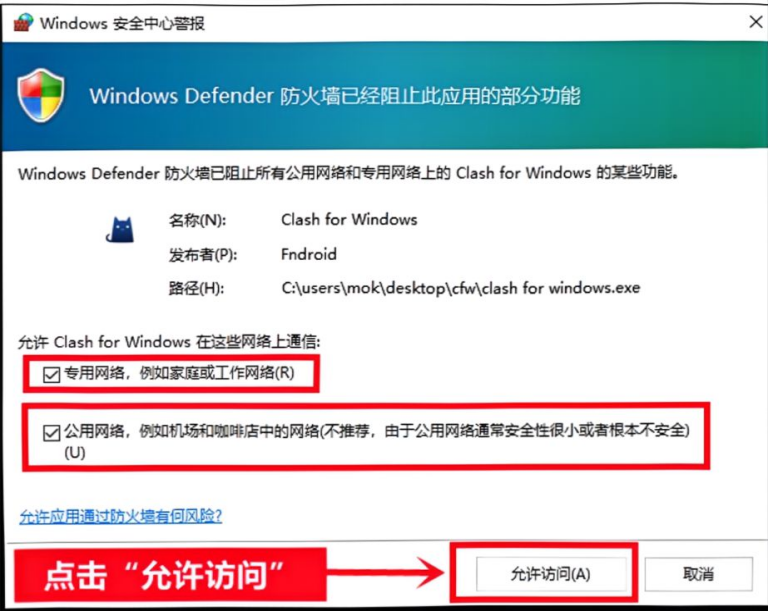 Windows 安全中心警报
Windows Defender 防火墙已经阻止此应用的部分功能
Windows Defender 防火墙已阻止所有公用网络和专用网络上的 Clash for Windows 的某些功能。
名称(N): Clash for Windows
发布者(P): Fndroid
路径(H): C:\users\mok\desktop\cfw\clash for windows.exe
允许 Clash for Windows 在这些网络上通信:
专用网络，例如家庭或工作网络(R)
公用网络，例如机场和咖啡店中的网络(不推荐，由于公用网络通常安全性很小或者根本不安全)
(U)
允许应用通过防火墙有何风险?
点击“允许访问” 允许访问(A) 取消